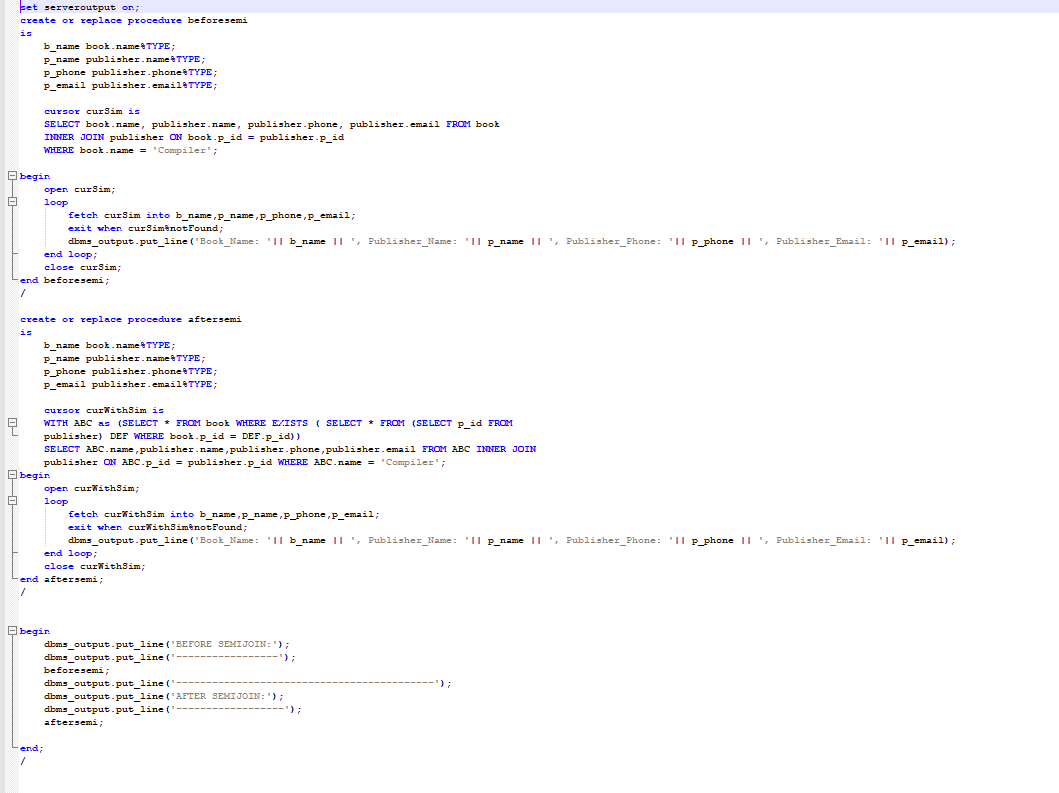 set serveroutput on;
create or replace procedure beforesemi
is
b_name book.name%TYPE;
p_name publisher.name%TYPE;
p_phone publisher.phone%TYPE;
p_email publisher.email%TYPE;
cursor curSim is
SELECT book.name, publisher.name, publisher.phone, publisher.email FROM book
INNER JOIN publisher ON book.p_id = publisher.p_id
WHERE book.name = 'Compiler';
begin
open curSim;
loop
fetch curSim into b_name,p_name,p_phone,p_email;
exit when curSim%notFound;
dbms_output.put_line('Book_Name: '|| b_name || ', Publisher_Name: '|| p_name || ', Publisher_Phone: '|| p_phone || ', Publisher_Email: '|| p_email);
end loop;
close curSim;
end beforesemi;
/
create or replace procedure aftersemi
is
b_name book.name%TYPE;
p_name publisher.name%TYPE;
p_phone publisher.phone%TYPE;
p_email publisher.email%TYPE;
cursor curWithSim is
WITH ABC as (SELECT * FROM book WHERE EXISTS ( SELECT * FROM (SELECT p_id FROM
publisher) DEF WHERE book.p_id = DEF.p_id))
SELECT ABC.name,publisher.name,publisher.phone,publisher.email FROM ABC INNER JOIN
publisher ON ABC.p_id = publisher.p_id WHERE ABC.name = 'Compiler';
begin
open curWithSim;
loop
fetch curWithSim into b_name,p_name,p_phone,p_email;
exit when curWithSim%notFound;
dbms_output.put_line('Book_Name: '|| b_name || ', Publisher_Name: '|| p_name || ', Publisher_Phone: '|| p_phone || ', Publisher_Email: '|| p_email);
end loop;
close curWithSim;
end aftersemi;
/
begin
dbms_output.put_line('BEFORE SEMIJOIN:');
dbms_output.put_line('-----------------');
beforesemi;
dbms_output.put_line('-------------------------------------------');
dbms_output.put_line('AFTER SEMIJOIN:');
dbms_output.put_line('------------------');
aftersemi;
end;
/